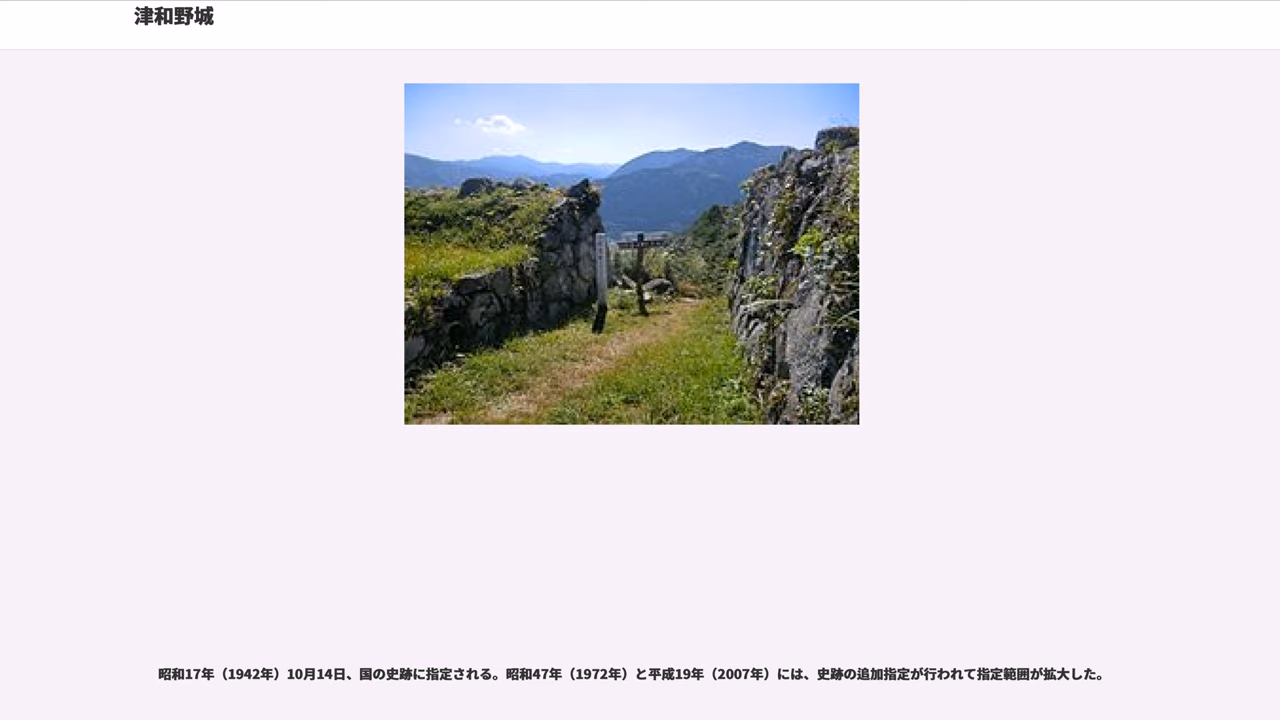 津和野城
昭和17年（1942年）10月14日、国の史跡に指定される。昭和47年（1972年）と平成19年（2007年）には、史跡の追加指定が行われて指定範囲が拡大した。